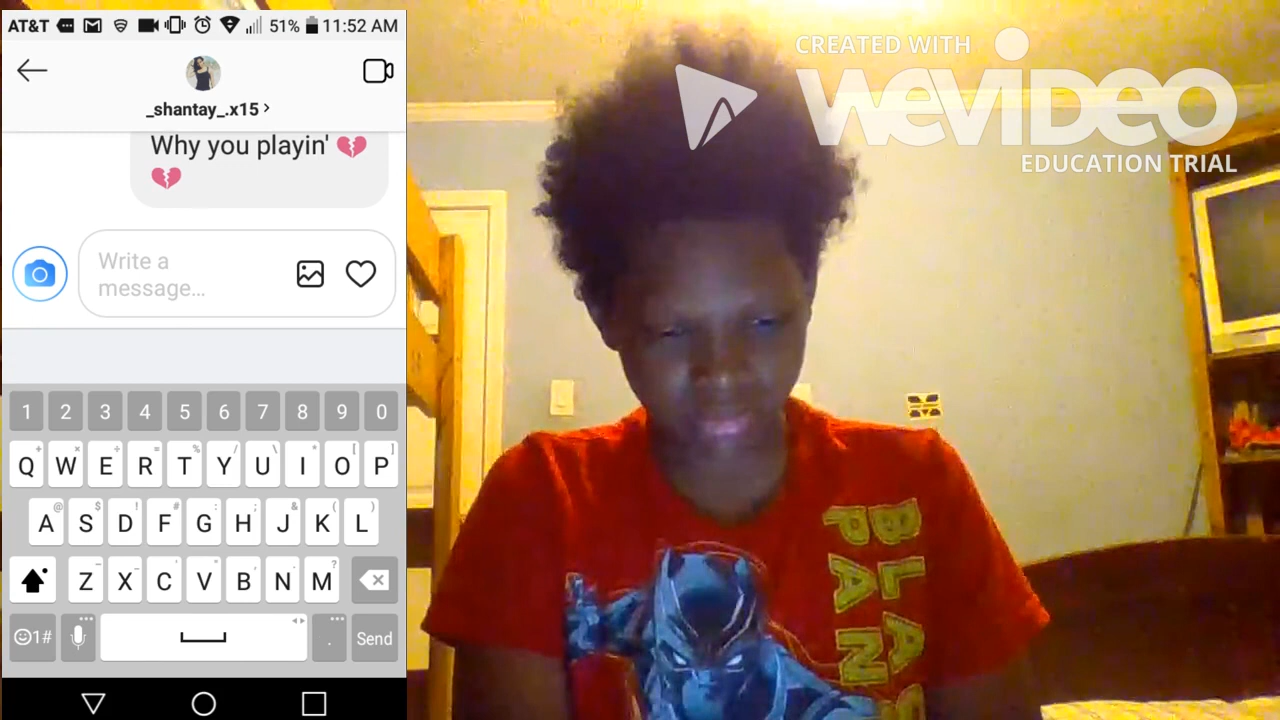 AT&T 51% 11:52 AM
_shantay_.x15 >
Why you playin' 💔
💔
Write a
message...
1 2 3 4 5 6 7 8 9 0
+ × ÷ = % / \ * [ ]
Q W E R T Y U I O P
@ $ ! # : ; & ( )
A S D F G H J K L
Z X C V B N M
1#
. Send
CREATED WITH
WEVIDEO
EDUCATION TRIAL
BLA
PAN